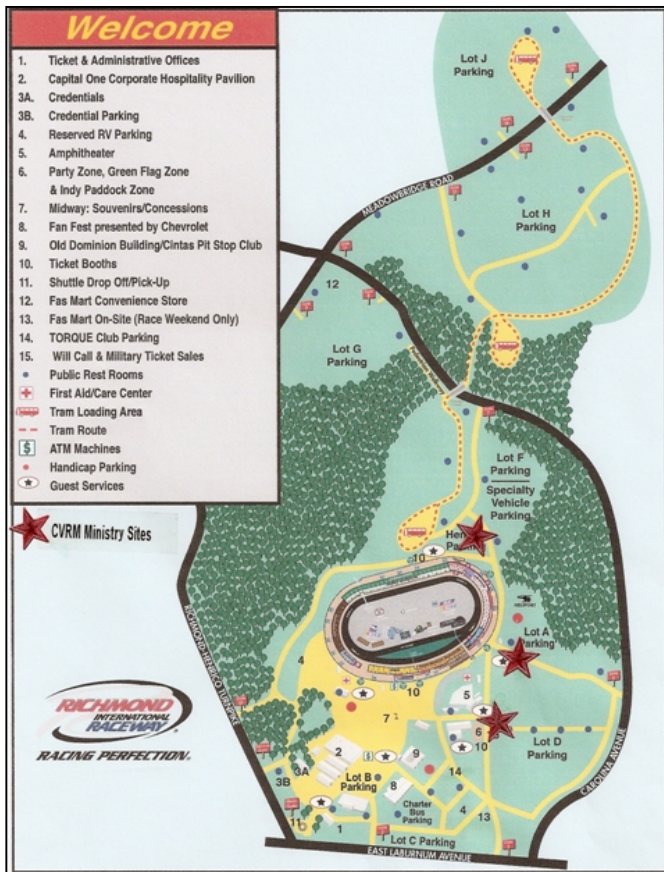 Welcome
1. Ticket & Administrative Offices
2. Capital One Corporate Hospitality Pavilion
3A. Credentials
3B. Credential Parking
4. Reserved RV Parking
5. Amphitheater
6. Party Zone, Green Flag Zone
& Indy Paddock Zone
7. Midway: Souvenirs/Concessions
8. Fan Fest presented by Chevrolet
9. Old Dominion Building/Cintas Pit Stop Club
10. Ticket Booths
11. Shuttle Drop Off/Pick-Up
12. Fas Mart Convenience Store
13. Fas Mart On-Site (Race Weekend Only)
14. TORQUE Club Parking
15. Will Call & Military Ticket Sales
Public Rest Rooms
First Aid/Care Center
Tram Loading Area
Tram Route
$ ATM Machines
Handicap Parking
Guest Services
CVRM Ministry Sites
Lot J
Parking
MEADOWBRIDGE ROAD
Lot H
Parking
12
Lot G
Parking
Lot F
Parking
Specialty
Vehicle
Parking
10
HELIPORT
Lot A
Parking
RICHMOND-HENRICO TURNPIKE
4
5
10
7
6
10
Lot D
Parking
CAROLINA AVENUE
2
9
3A
3B
Lot B
Parking
$
8
14
Charter
Bus
Parking
4
13
11
1
Lot C Parking
EAST LABURNUM AVENUE
RICHMOND
INTERNATIONAL
RACEWAY
RACING PERFECTION.